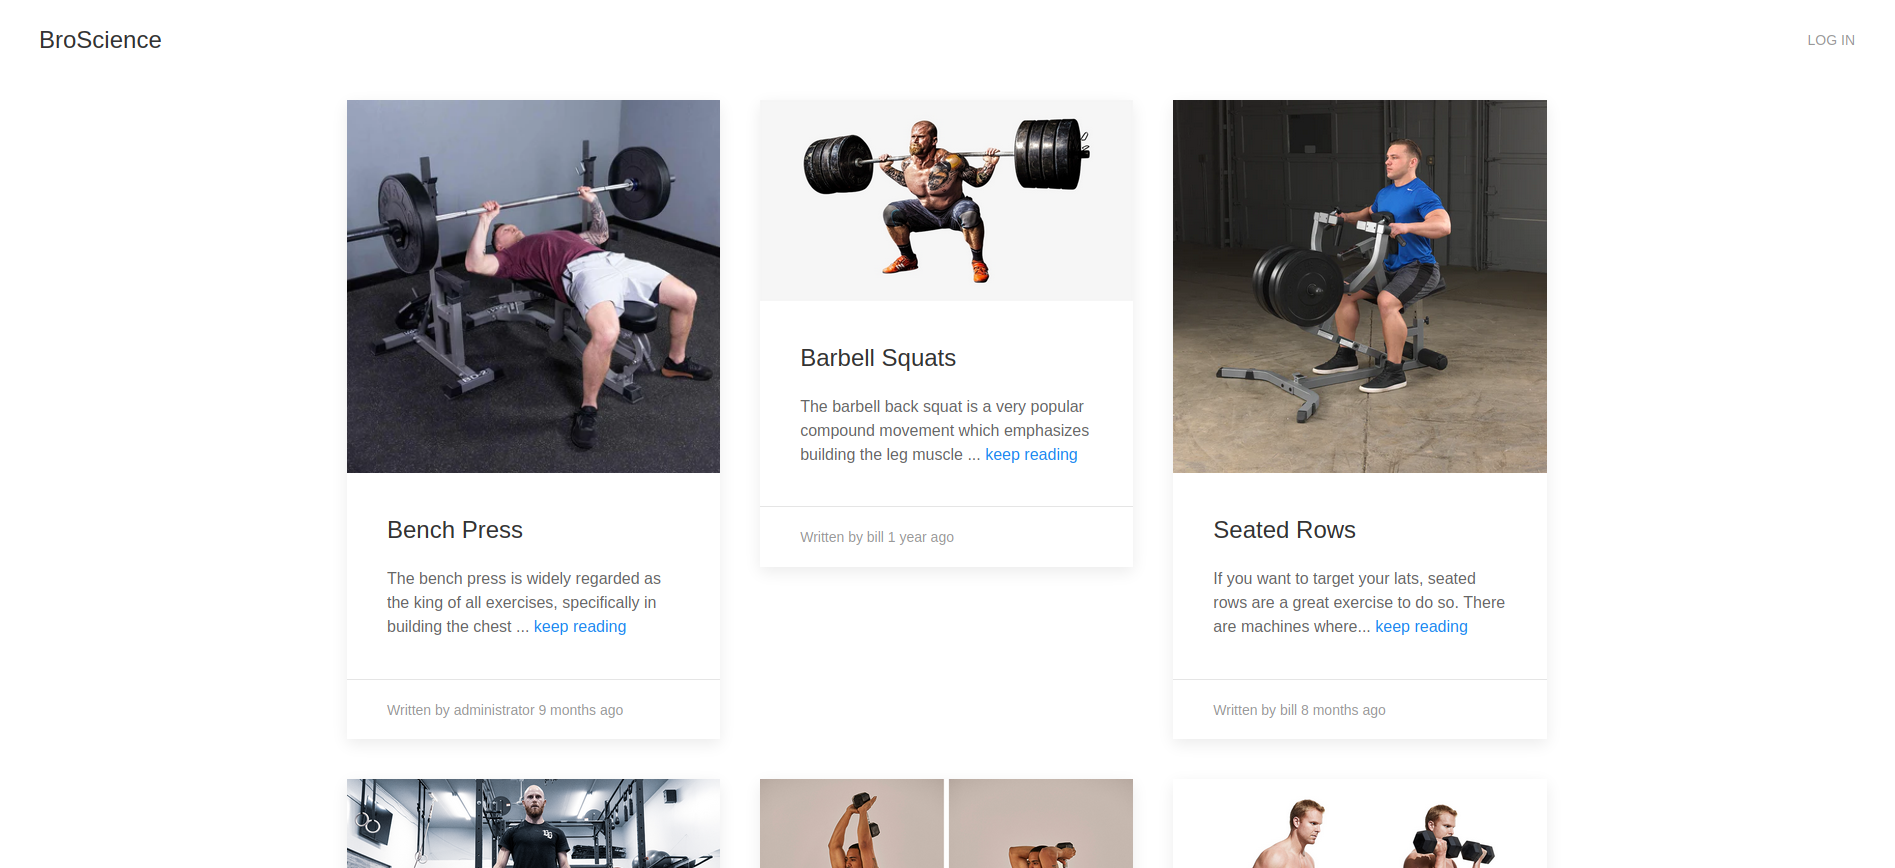 BroScience
LOG IN
Bench Press
The bench press is widely regarded as
the king of all exercises, specifically in
building the chest ... keep reading
Written by administrator 9 months ago
Barbell Squats
The barbell back squat is a very popular
compound movement which emphasizes
building the leg muscle ... keep reading
Written by bill 1 year ago
Seated Rows
If you want to target your lats, seated
rows are a great exercise to do so. There
are machines where... keep reading
Written by bill 8 months ago